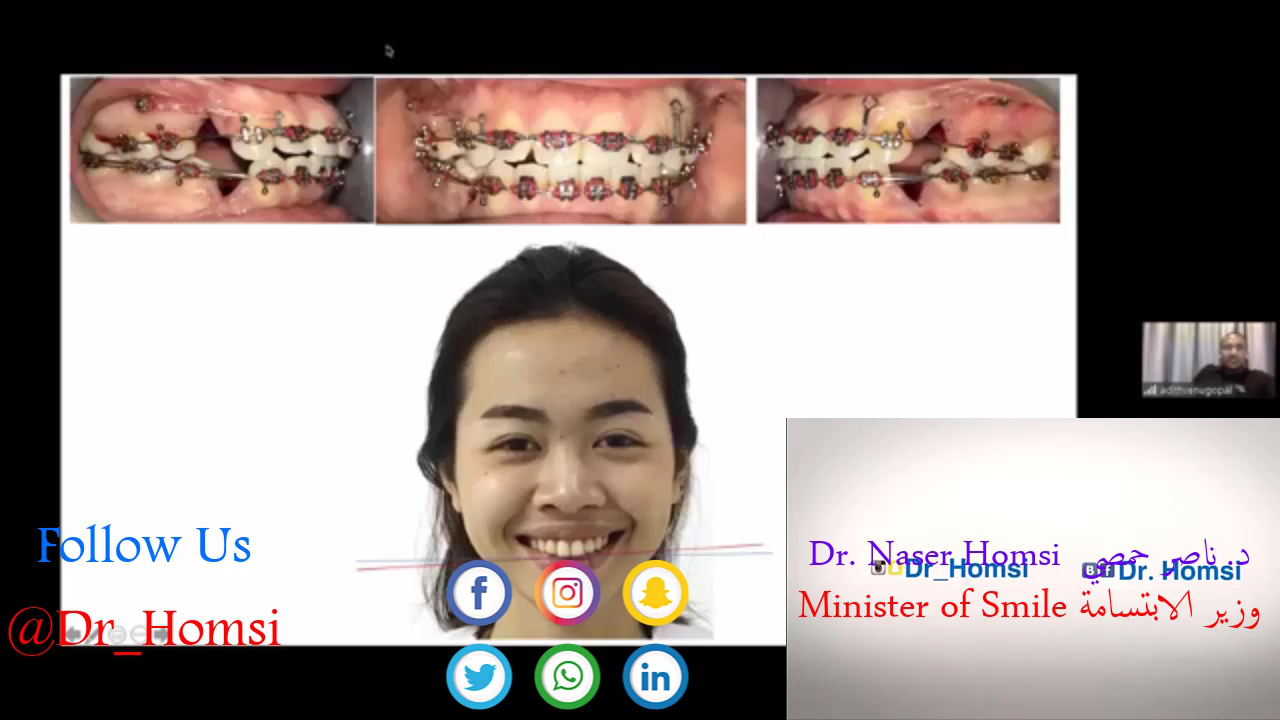 adithvenugopal
Follow Us
@Dr_Homsi
Dr. Naser Homsi د. ناصر حمصي
Dr_Homsi Dr. Homsi
Minister of Smile وزير الابتسامة